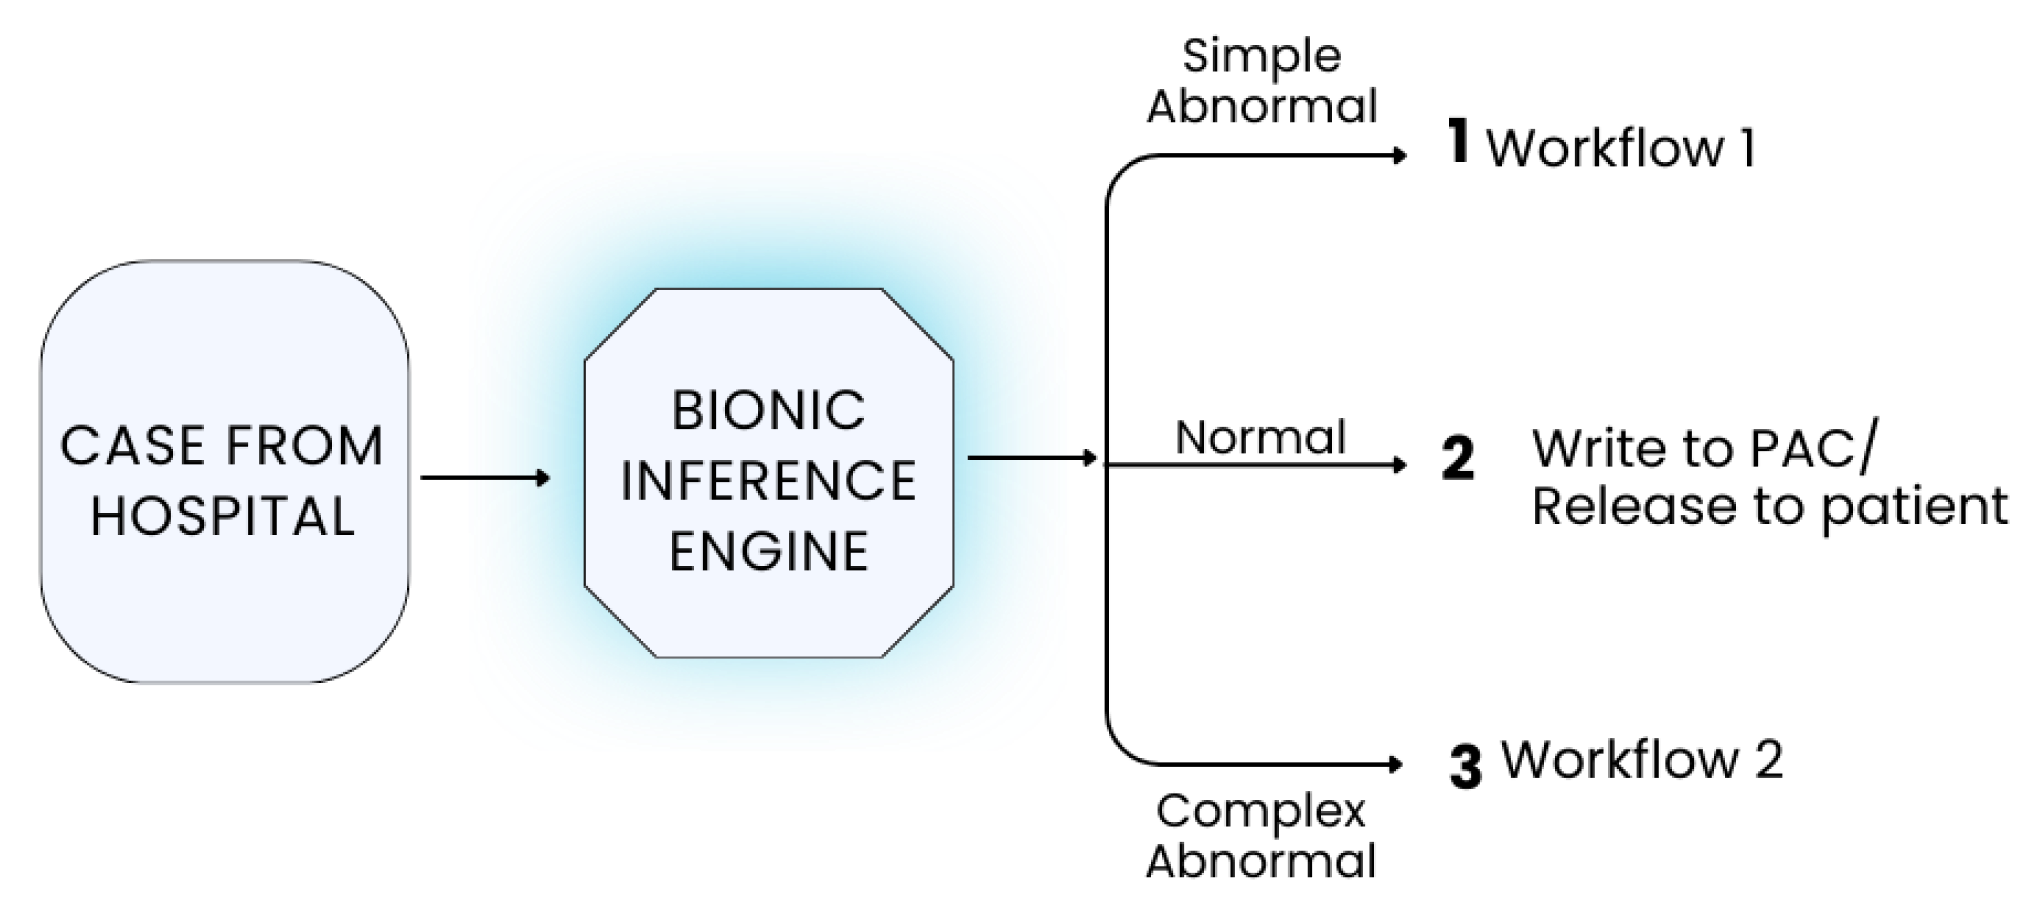 CASE FROM
HOSPITAL
BIONIC
INFERENCE
ENGINE
Simple
Abnormal
1 Workflow 1
Normal
2 Write to PAC/
Release to patient
3 Workflow 2
Complex
Abnormal